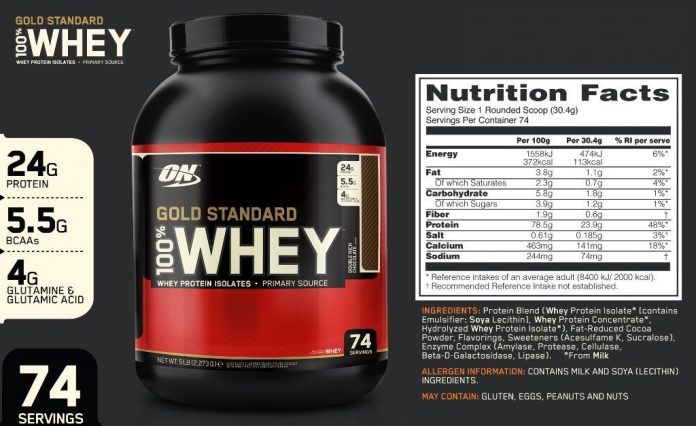 GOLD STANDARD
100% WHEY
WHEY PROTEIN ISOLATES • PRIMARY SOURCE
24G
PROTEIN
5.5G
BCAAs
4G
GLUTAMINE &
GLUTAMIC ACID
74
SERVINGS
ON
24G
5.5G
4G
GOLD STANDARD
100% WHEY
WHEY PROTEIN ISOLATES • PRIMARY SOURCE
DOUBLE RICH
CHOCOLATE
NET WT. 5 LB (2,273 G)
WHEY
74
SERVINGS
Nutrition Facts
Serving Size 1 Rounded Scoop (30.4g)
Servings Per Container 74
Per 100g Per 30.4g % RI per serve
Energy 1558kJ 474kJ 6%*
372kcal 113kcal
Fat 3.8g 1.1g 2%*
Of which Saturates 2.3g 0.7g 4%*
Carbohydrate 5.8g 1.8g 1%*
Of which Sugars 3.9g 1.2g 1%*
Fiber 1.9g 0.6g †
Protein 78.5g 23.9g 48%*
Salt 0.61g 0.185g 3%*
Calcium 463mg 141mg 18%*
Sodium 244mg 74mg †
* Reference intakes of an average adult (8400 kJ/ 2000 kcal).
† Recommended Reference Intake not established.
INGREDIENTS: Protein Blend (Whey Protein Isolate* [contains
Emulsifier: Soya Lecithin), Whey Protein Concentrate*,
Hydrolyzed Whey Protein Isolate*), Fat-Reduced Cocoa
Powder, Flavorings, Sweeteners (Acesulfame K, Sucralose),
Enzyme Complex (Amylase, Protease, Cellulase,
Beta-D-Galactosidase, Lipase). *From Milk
ALLERGEN INFORMATION: CONTAINS MILK AND SOYA (LECITHIN)
INGREDIENTS.
MAY CONTAIN: GLUTEN, EGGS, PEANUTS AND NUTS